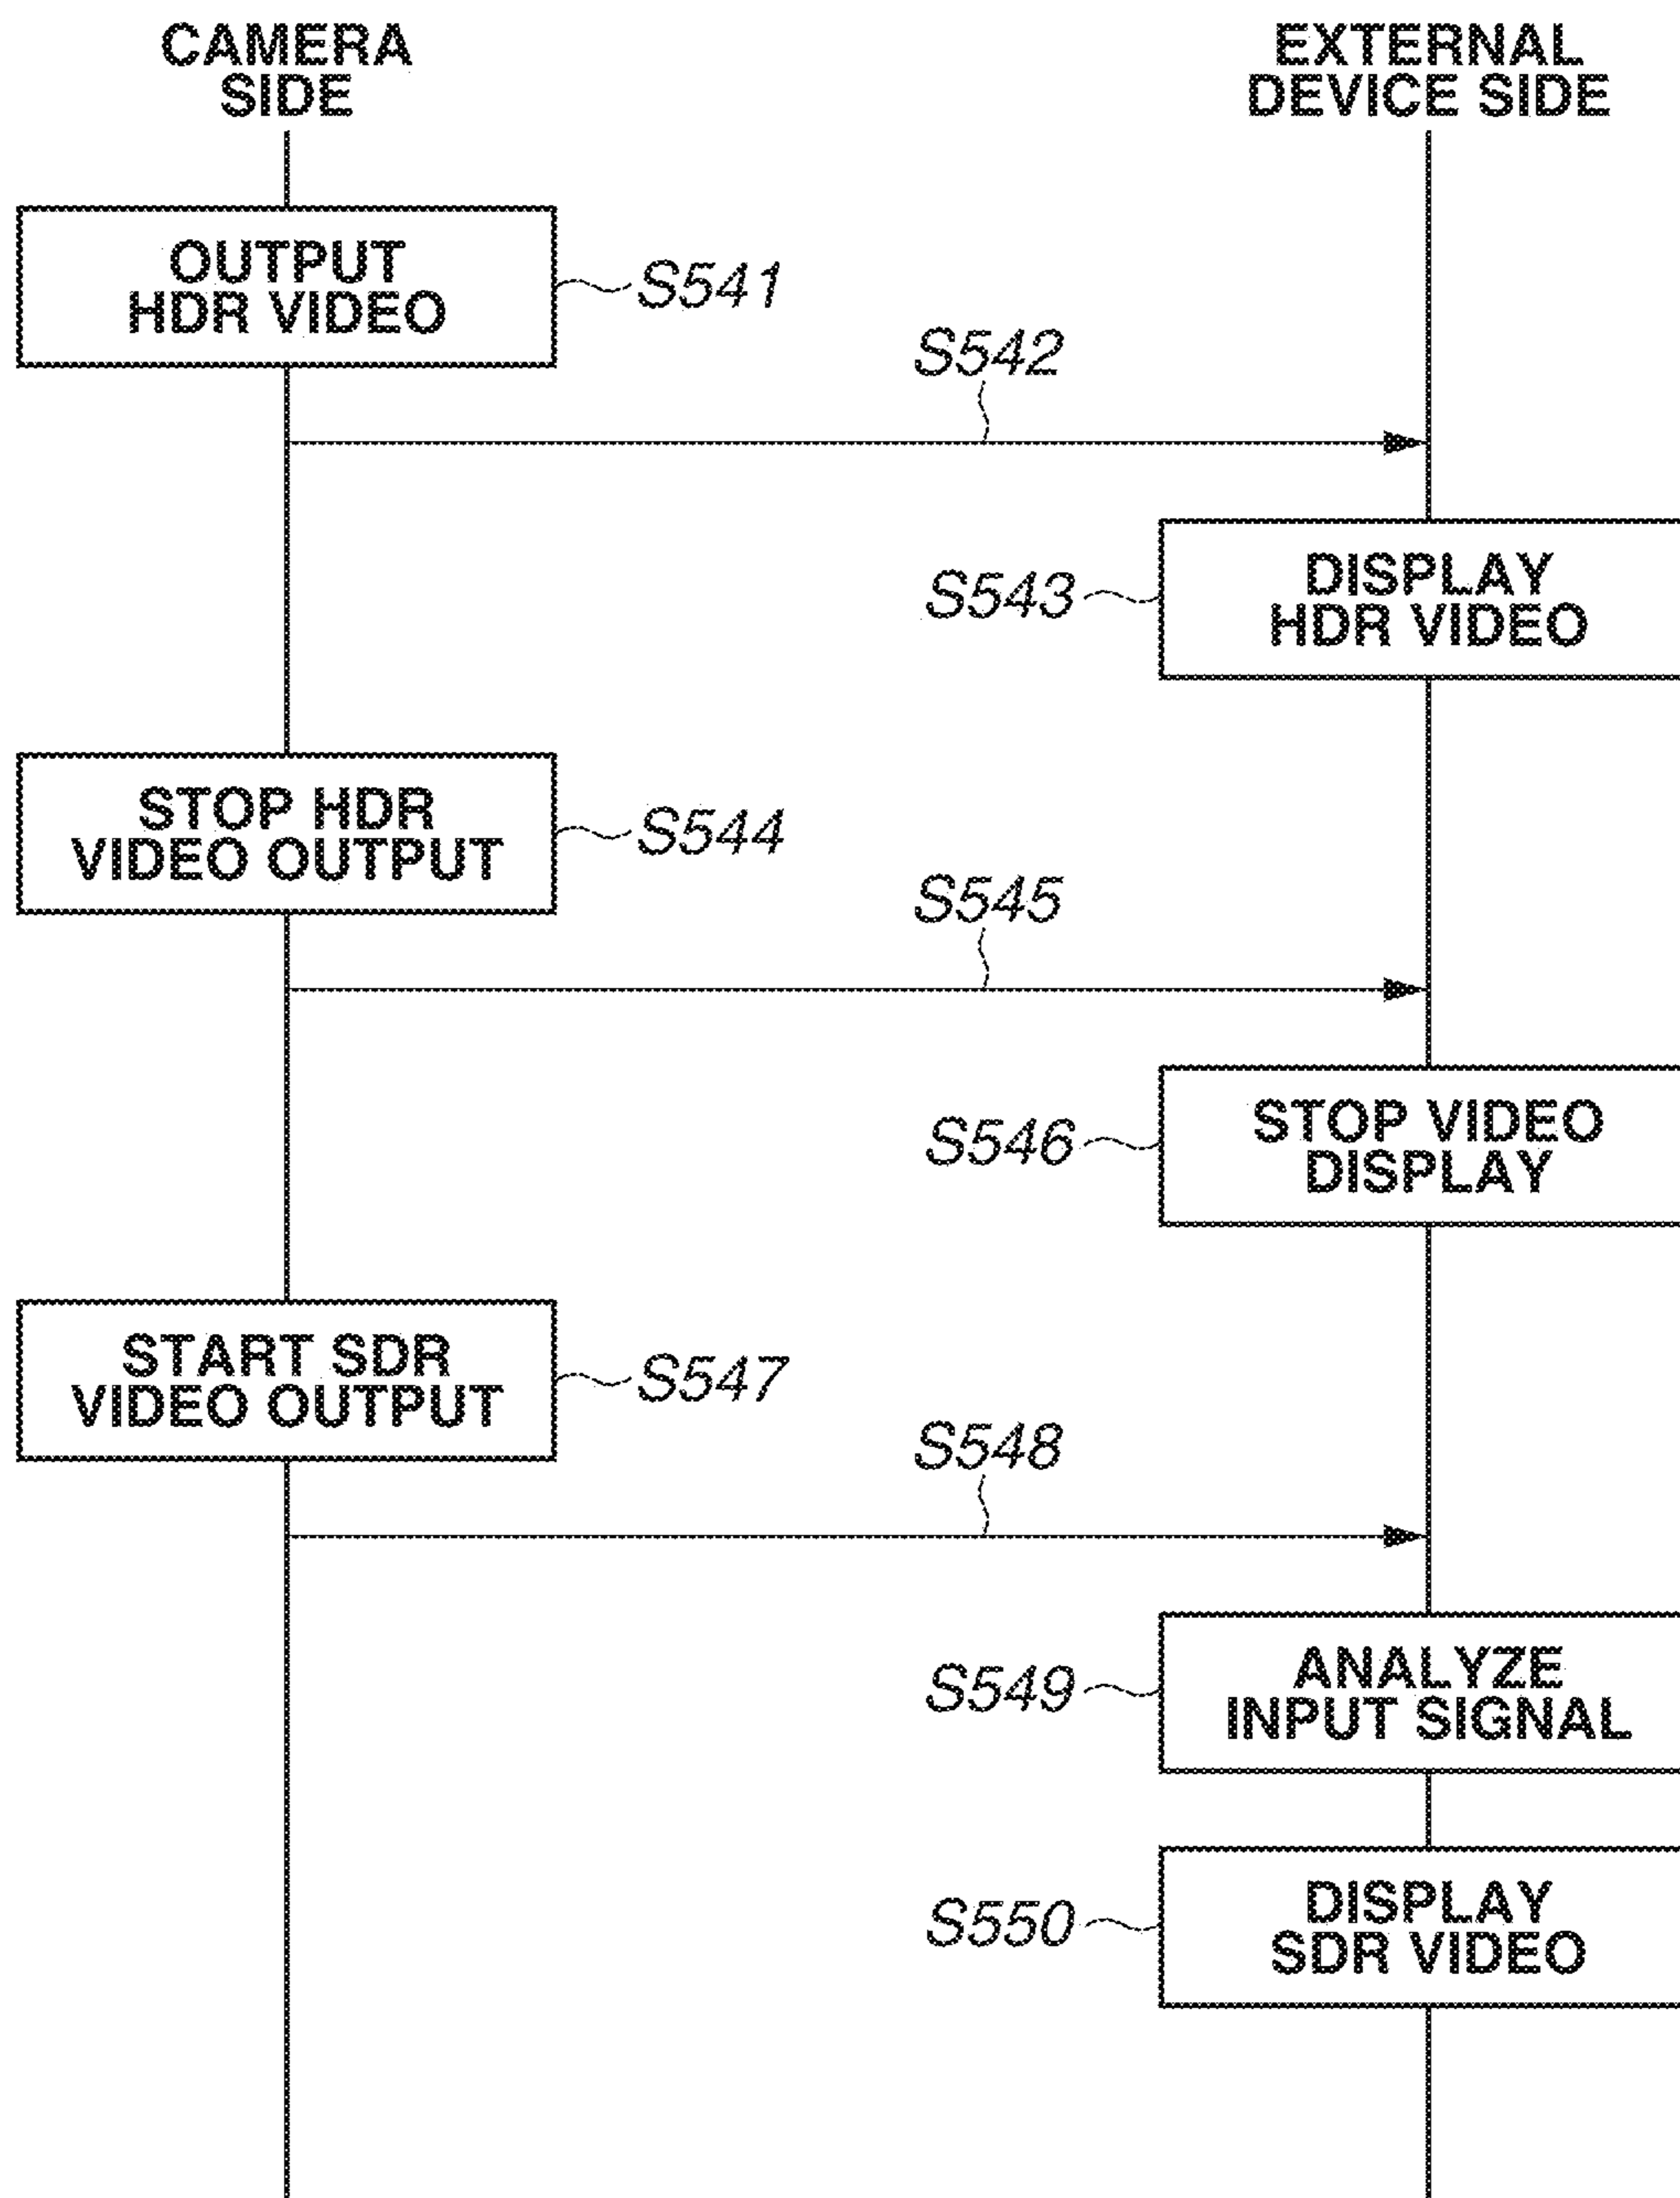 CAMERA
SIDE
EXTERNAL
DEVICE SIDE
OUTPUT
HDR VIDEO
S541
S542
S543
DISPLAY
HDR VIDEO
STOP HDR
VIDEO OUTPUT
S544
S545
S546
STOP VIDEO
DISPLAY
START SDR
VIDEO OUTPUT
S547
S548
S549
ANALYZE
INPUT SIGNAL
S550
DISPLAY
SDR VIDEO